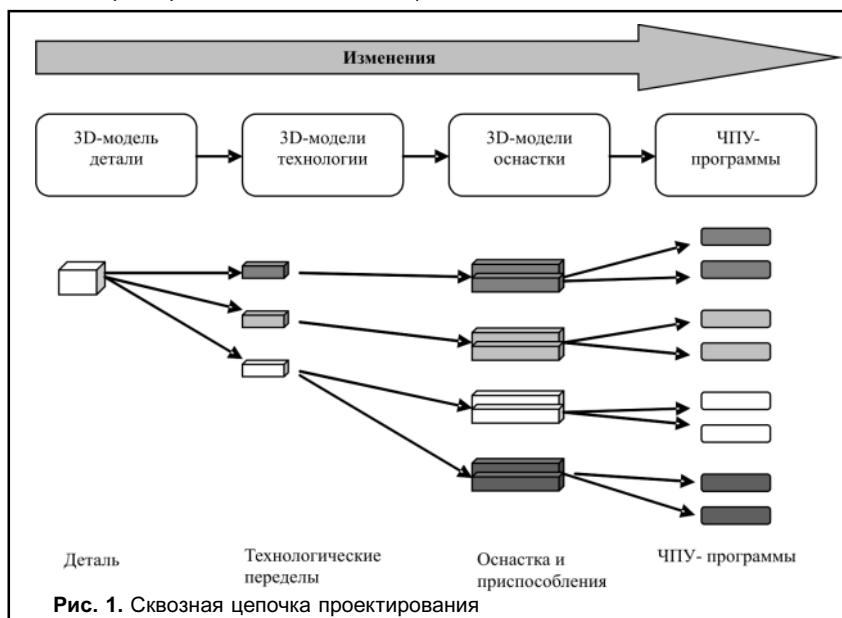 Изменения
3D-модель
детали
3D-модели
технологии
3D-модели
оснастки
ЧПУ-
программы
Деталь
Технологические
переделы
Оснастка и
приспособления
ЧПУ- программы
Рис. 1. Сквозная цепочка проектирования